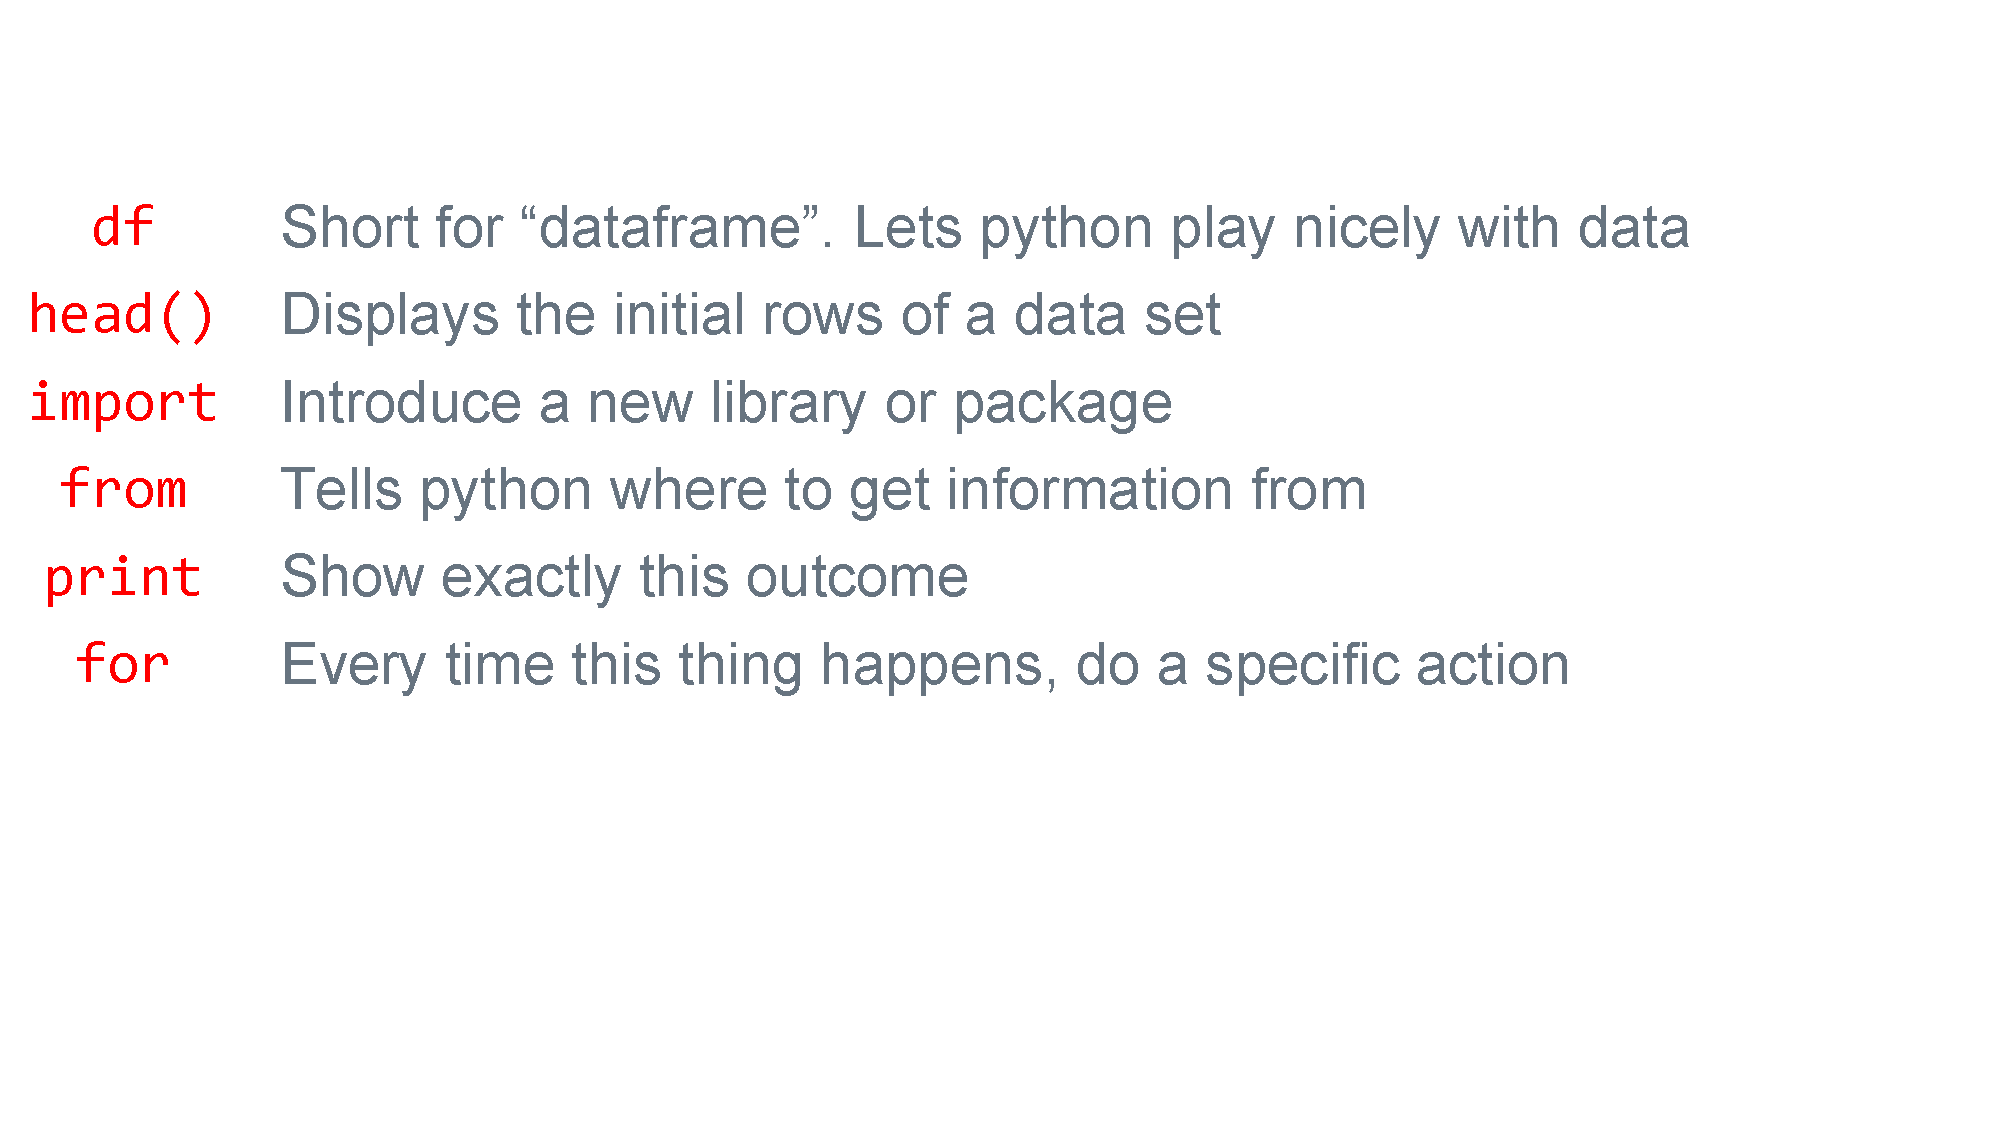 df Short for “dataframe”. Lets python play nicely with data
head() Displays the initial rows of a data set
import Introduce a new library or package
from Tells python where to get information from
print Show exactly this outcome
for Every time this thing happens, do a specific action